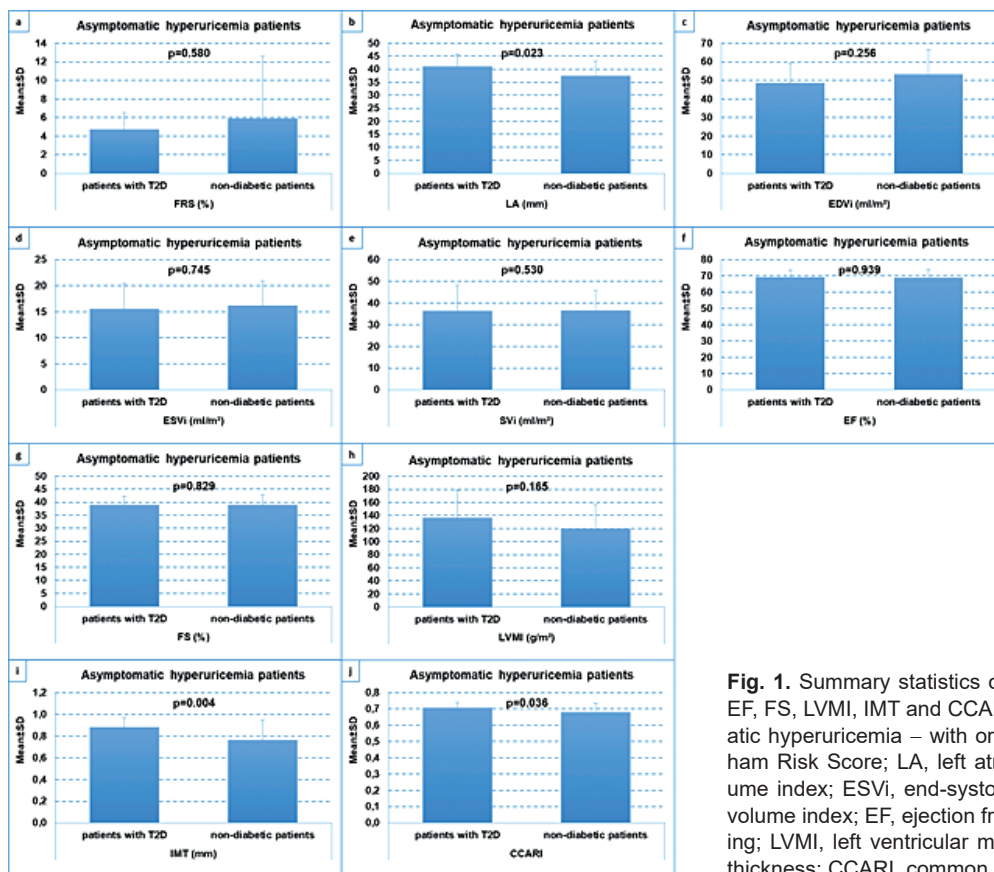 a
Asymptomatic hyperuricemia patients
p=0.580
Mean±SD
14
12
10
8
6
4
2
0
patients with T2D non-diabetic patients
FRS (%)
b
Asymptomatic hyperuricemia patients
p=0.023
Mean±SD
50
45
40
35
30
25
20
15
10
5
0
patients with T2D non-diabetic patients
LA (mm)
c
Asymptomatic hyperuricemia patients
p=0.256
Mean±SD
70
60
50
40
30
20
10
0
patients with T2D non-diabetic patients
EDVi (ml/m²)
d
Asymptomatic hyperuricemia patients
p=0.745
Mean±SD
25
20
15
10
5
0
patients with T2D non-diabetic patients
ESVi (ml/m²)
e
Asymptomatic hyperuricemia patients
p=0.530
Mean±SD
60
50
40
30
20
10
0
patients with T2D non-diabetic patients
SVi (ml/m²)
f
Asymptomatic hyperuricemia patients
p=0.939
Mean±SD
80
70
60
50
40
30
20
10
0
patients with T2D non-diabetic patients
EF (%)
g
Asymptomatic hyperuricemia patients
p=0.829
Mean±SD
50
45
40
35
30
25
20
15
10
5
0
patients with T2D non-diabetic patients
FS (%)
h
Asymptomatic hyperuricemia patients
p=0.165
Mean±SD
200
180
160
140
120
100
80
60
40
20
0
patients with T2D non-diabetic patients
LVMI (g/m²)
i
Asymptomatic hyperuricemia patients
p=0.004
Mean±SD
1,2
1,0
0,8
0,6
0,4
0,2
0,0
patients with T2D non-diabetic patients
IMT (mm)
j
Asymptomatic hyperuricemia patients
p=0.036
Mean±SD
0,8
0,7
0,6
0,5
0,4
0,3
0,2
0,1
0,0
patients with T2D non-diabetic patients
CCARI
Fig. 1. Summary statistics
EF, FS, LVMI, IMT and CCA
atic hyperuricemia – with or
ham Risk Score; LA, left at
ume index; ESVi, end-systo
volume index; EF, ejection fr
ing; LVMI, left ventricular m
thickness; CCARI, common